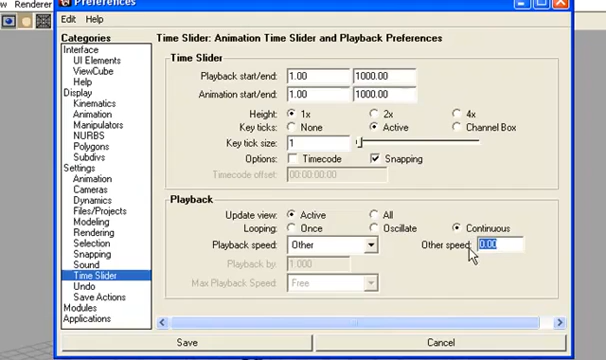 w Renderer
Preferences
Edit Help
Categories
Interface
UI Elements
ViewCube
Help
Display
Kinematics
Animation
Manipulators
NURBS
Polygons
Subdivs
Settings
Animation
Cameras
Dynamics
Files/Projects
Modeling
Rendering
Selection
Snapping
Sound
Time Slider
Undo
Save Actions
Modules
Applications
Time Slider: Animation Time Slider and Playback Preferences
Time Slider
Playback start/end: 1.00 1000.00
Animation start/end: 1.00 1000.00
Height: 1x 2x 4x
Key ticks: None Active Channel Box
Key tick size: 1
Options: Timecode Snapping
Timecode offset: 00:00:00:00
Playback
Update view: Active All
Looping: Once Oscillate Continuous
Playback speed: Other Other speed: 0.00
Playback by: 1.000
Max Playback Speed: Free
Save Cancel